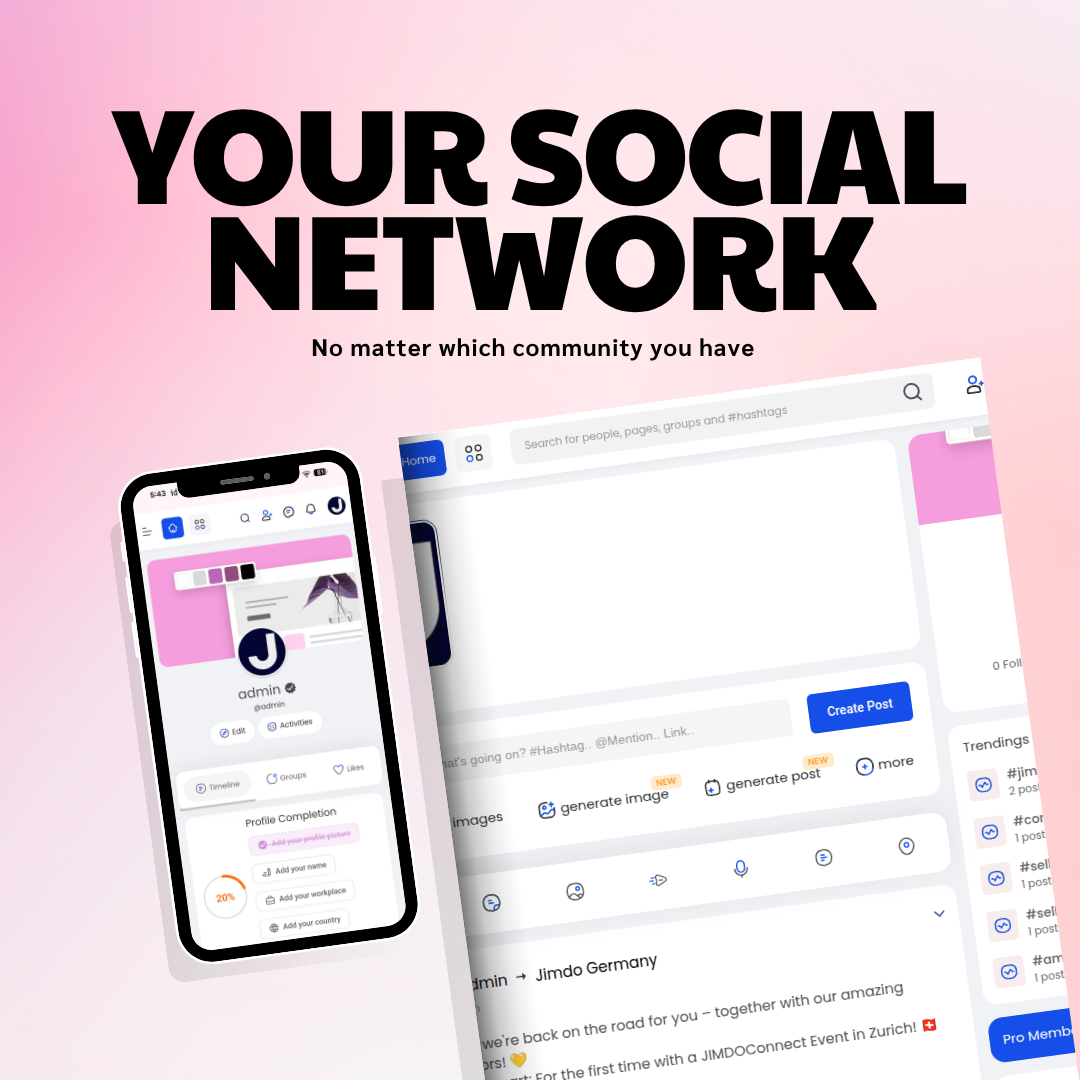 YOUR SOCIAL
NETWORK
No matter which community you have
Home
Search for people, pages, groups and #hashtags
5:43
J
admin
@admin
Edit
Activities
Timeline
Groups
Likes
Profile Completion
Add your profile picture
20%
Add your name
Add your workplace
Add your country
0 Foll
going on? #Hashtag.. @Mention.. Link..
Create Post
images
generate image
NEW
generate post
NEW
more
Trendings
#jim
2 post
#cor
1 post
#sell
1 post
#sel
1 post
#am
1 post
Pro Memb
dmin → Jimdo Germany
we're back on the road for you – together with our amazing
ors! 💛
art: For the first time with a JIMDOConnect Event in Zurich! 🇨🇭